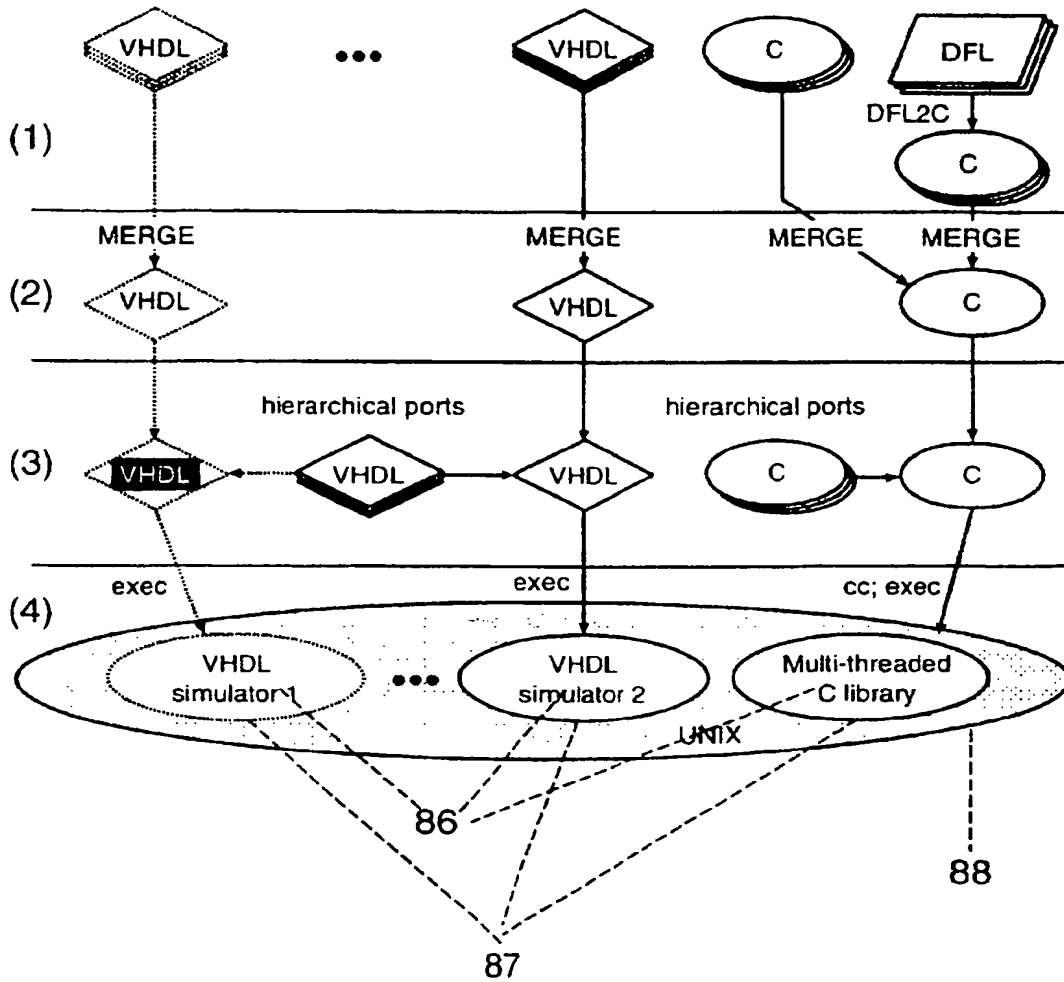 VHDL
VHDL
C
DFL
DFL2C
(1)
C
MERGE
MERGE
MERGE
MERGE
(2)
VHDL
VHDL
C
hierarchical ports
hierarchical ports
(3)
VHDL
VHDL
VHDL
C
C
exec
exec
cc; exec
(4)
VHDL
simulator 1
VHDL
simulator 2
Multi-threaded
C library
UNIX
86
88
87